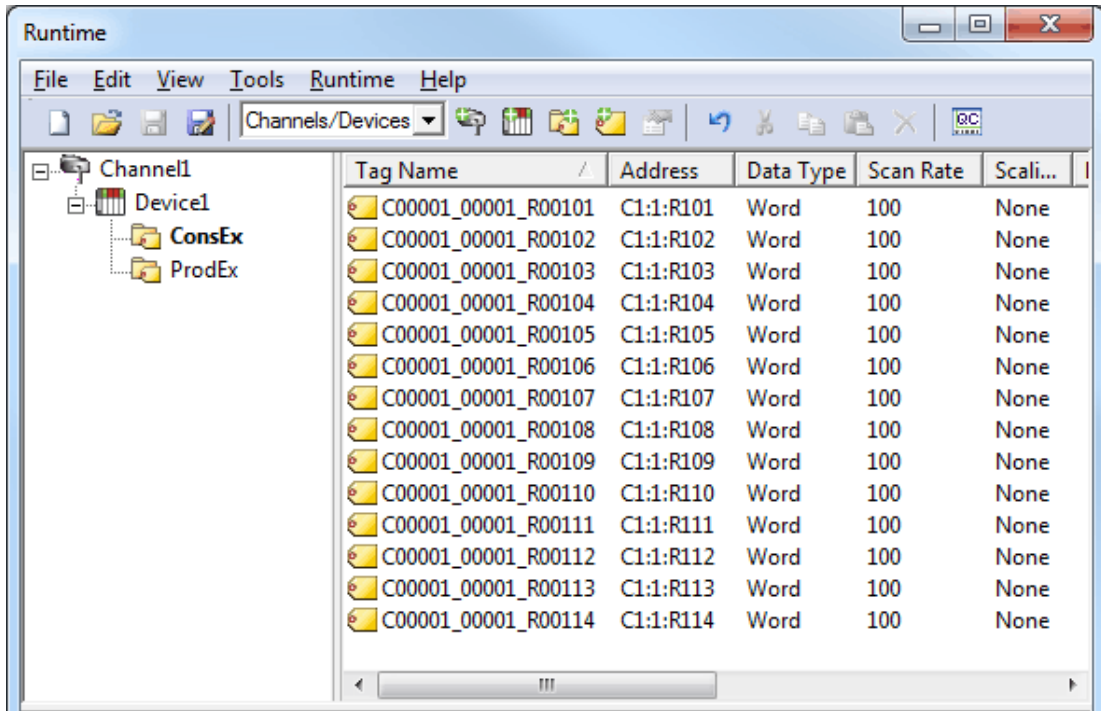 Runtime
File Edit View Tools Runtime Help
Channels/Devices QC
Channel1
Device1
ConsEx
ProdEx
Tag Name Address Data Type Scan Rate Scali...
C00001_00001_R00101 C1:1:R101 Word 100 None
C00001_00001_R00102 C1:1:R102 Word 100 None
C00001_00001_R00103 C1:1:R103 Word 100 None
C00001_00001_R00104 C1:1:R104 Word 100 None
C00001_00001_R00105 C1:1:R105 Word 100 None
C00001_00001_R00106 C1:1:R106 Word 100 None
C00001_00001_R00107 C1:1:R107 Word 100 None
C00001_00001_R00108 C1:1:R108 Word 100 None
C00001_00001_R00109 C1:1:R109 Word 100 None
C00001_00001_R00110 C1:1:R110 Word 100 None
C00001_00001_R00111 C1:1:R111 Word 100 None
C00001_00001_R00112 C1:1:R112 Word 100 None
C00001_00001_R00113 C1:1:R113 Word 100 None
C00001_00001_R00114 C1:1:R114 Word 100 None